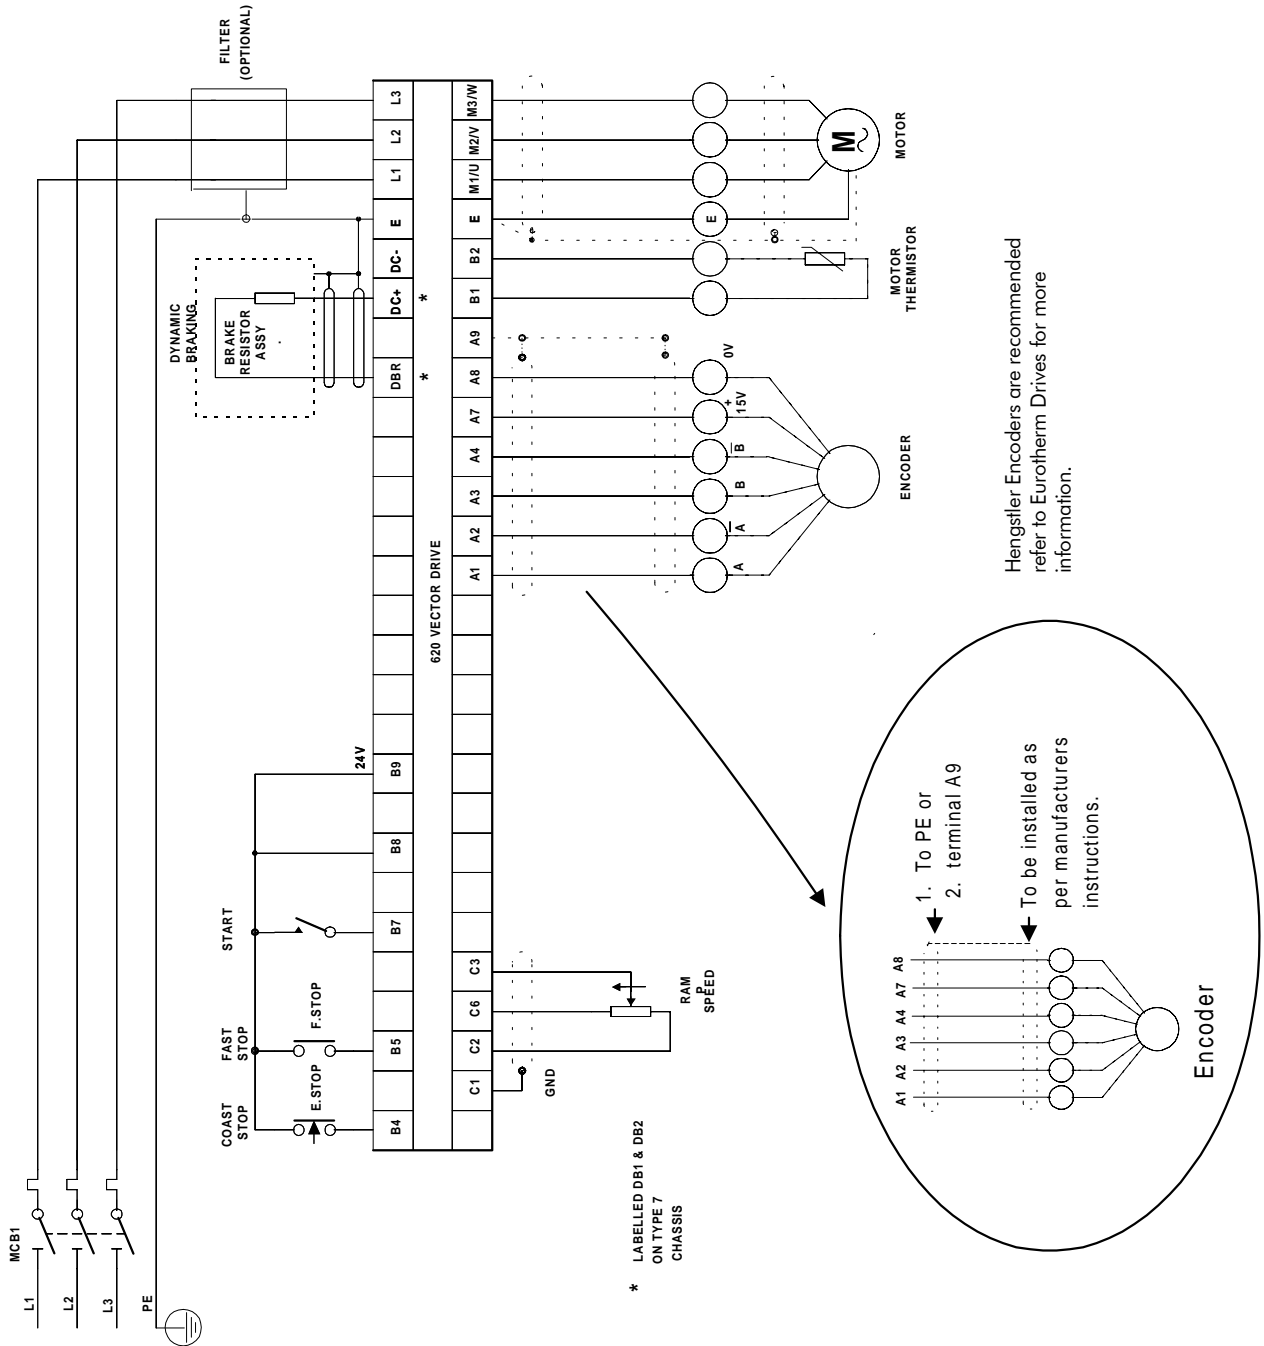 MCB1
L1
L2
L3
PE
FILTER
(OPTIONAL)
COAST
STOP
E.STOP
FAST
STOP
F.STOP
START
24V
DYNAMIC
BRAKING
BRAKE
RESISTOR
ASSY
B4
B5
B7
B8
B9
DBR
DC+
DC-
E
L1
L2
L3
*
*
620 VECTOR DRIVE
C1
C2
C6
C3
A1
A2
A3
A4
A7
A8
A9
B1
B2
E
M1/U
M2/V
M3/W
GND
RAM
P
SPEED
A
A̅
B
B̅
+
15V
0V
E
M
ENCODER
MOTOR
THERMISTOR
MOTOR
* LABELLED DB1 & DB2
ON TYPE 7
CHASSIS
A1
A2
A3
A4
A7
A8
1. To PE or
2. terminal A9
To be installed as
per manufacturers
instructions.
Encoder
Hengstler Encoders are recommended
refer to Eurotherm Drives for more
information.